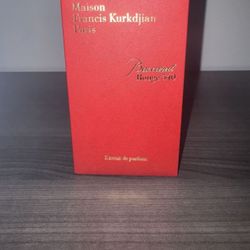 Maison
Francis Kurkdjian
Paris
Baccarat
Rouge 540
Extrait de parfum